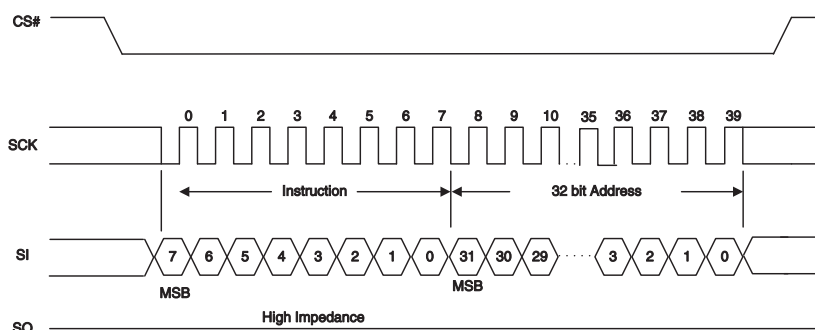 CS#
0 1 2 3 4 5 6 7 8 9 10 35 36 37 38 39
SCK
Instruction 32 bit Address
SI 7 6 5 4 3 2 1 0 31 30 29 3 2 1 0
MSB MSB
High Impedance
SO